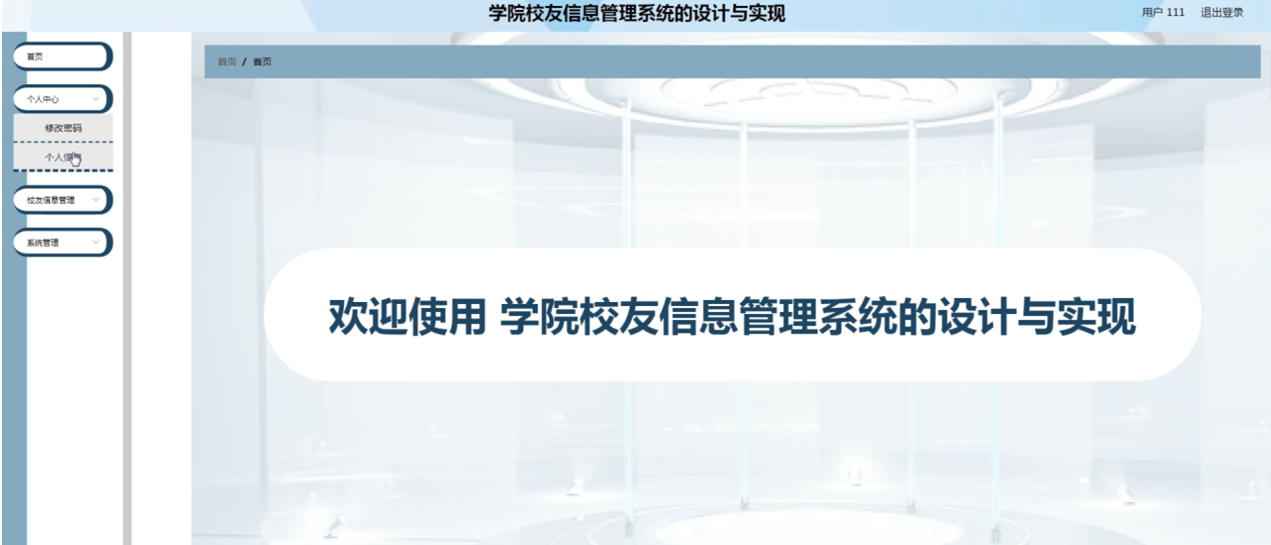 学院校友信息管理系统的设计与实现
用户 111 退出登录
首页
个人中心
修改密码
个人信
校友信息管理
系统管理
首页 / 首页
欢迎使用 学院校友信息管理系统的设计与实现